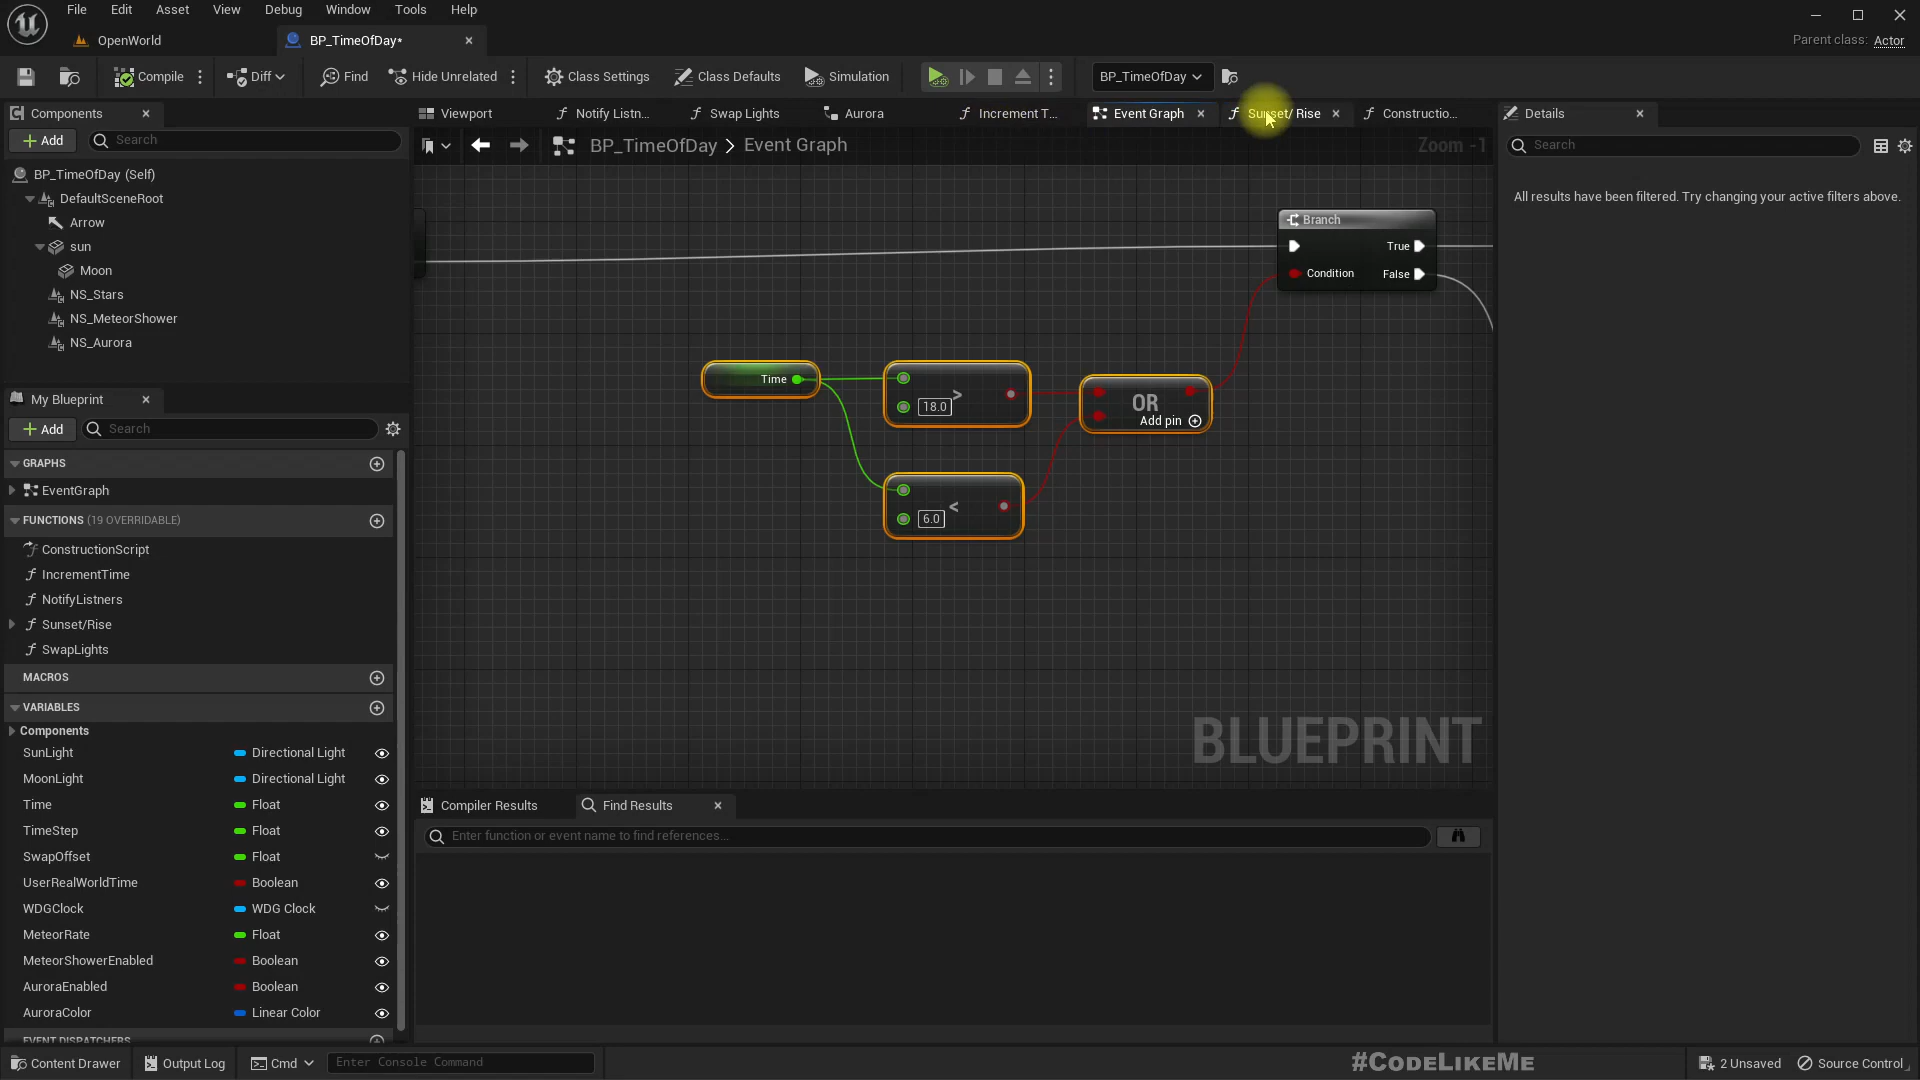 File Edit Asset View Debug Window Tools Help
OpenWorld
BP_TimeOfDay*
Parent class: Actor
Compile
Diff
Find
Hide Unrelated
Class Settings
Class Defaults
Simulation
BP_TimeOfDay
Components
Add
Search
BP_TimeOfDay (Self)
DefaultSceneRoot
Arrow
sun
Moon
NS_Stars
NS_MeteorShower
NS_Aurora
My Blueprint
Add
Search
GRAPHS
EventGraph
FUNCTIONS (19 OVERRIDABLE)
ConstructionScript
IncrementTime
NotifyListners
Sunset/Rise
SwapLights
MACROS
VARIABLES
Components
SunLight Directional Light
MoonLight Directional Light
Time Float
TimeStep Float
SwapOffset Float
UserRealWorldTime Boolean
WDGClock WDG Clock
MeteorRate Float
MeteorShowerEnabled Boolean
AuroraEnabled Boolean
AuroraColor Linear Color
EVENT DISPATCHERS
Viewport
Notify Listn...
Swap Lights
Aurora
Increment T...
Event Graph
Sunset/ Rise
Constructio...
BP_TimeOfDay > Event Graph
Zoom -1
Branch
True
Condition False
Time
>
18.0
<
6.0
OR
Add pin
BLUEPRINT
Compiler Results
Find Results
Enter function or event name to find references...
Details
Search
All results have been filtered. Try changing your active filters above.
Content Drawer
Output Log
Cmd
Enter Console Command
#CodeLikeMe
2 Unsaved
Source Control